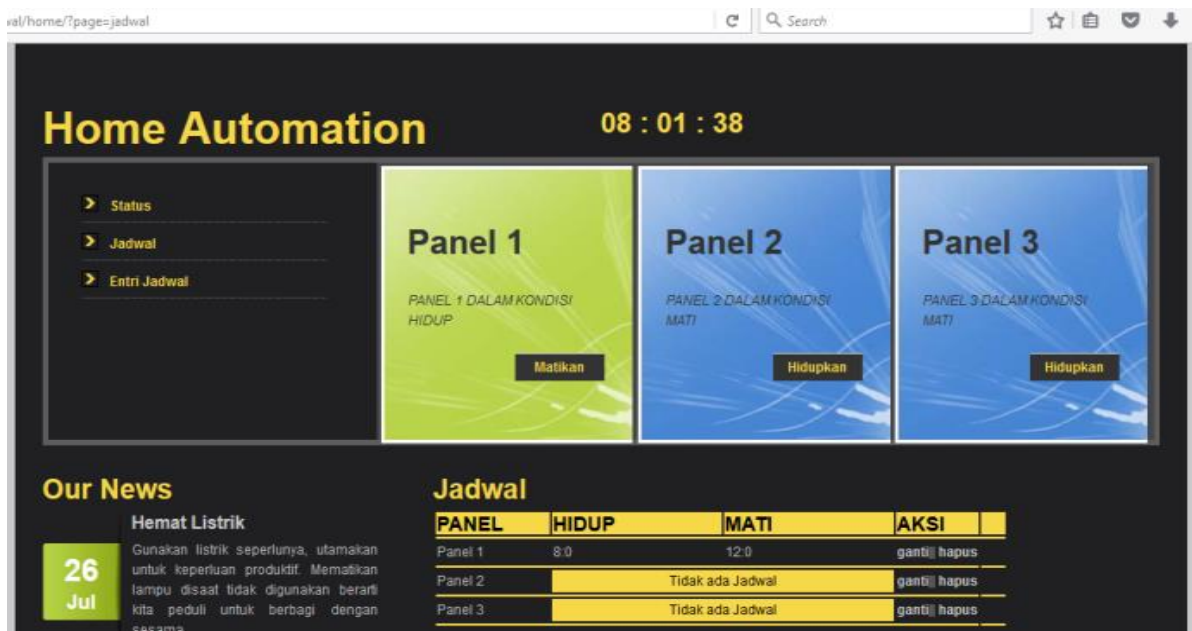 val/home/?page=jadwal
Search
Home Automation
08 : 01 : 38
Status
Jadwal
Entri Jadwal
Panel 1
PANEL 1 DALAM KONDISI
HIDUP
Matikan
Panel 2
PANEL 2 DALAM KONDISI
MATI
Hidupkan
Panel 3
PANEL 3 DALAM KONDISI
MATI
Hidupkan
Our News
26
Jul
Hemat Listrik
Gunakan listrik seperlunya, utamakan
untuk keperluan produktif. Mematikan
lampu disaat tidak digunakan berarti
kita peduli untuk berbagi dengan
sesama
Jadwal
PANEL HIDUP MATI AKSI
Panel 1 8:0 12:0 ganti|| hapus
Panel 2 Tidak ada Jadwal ganti|| hapus
Panel 3 Tidak ada Jadwal ganti|| hapus